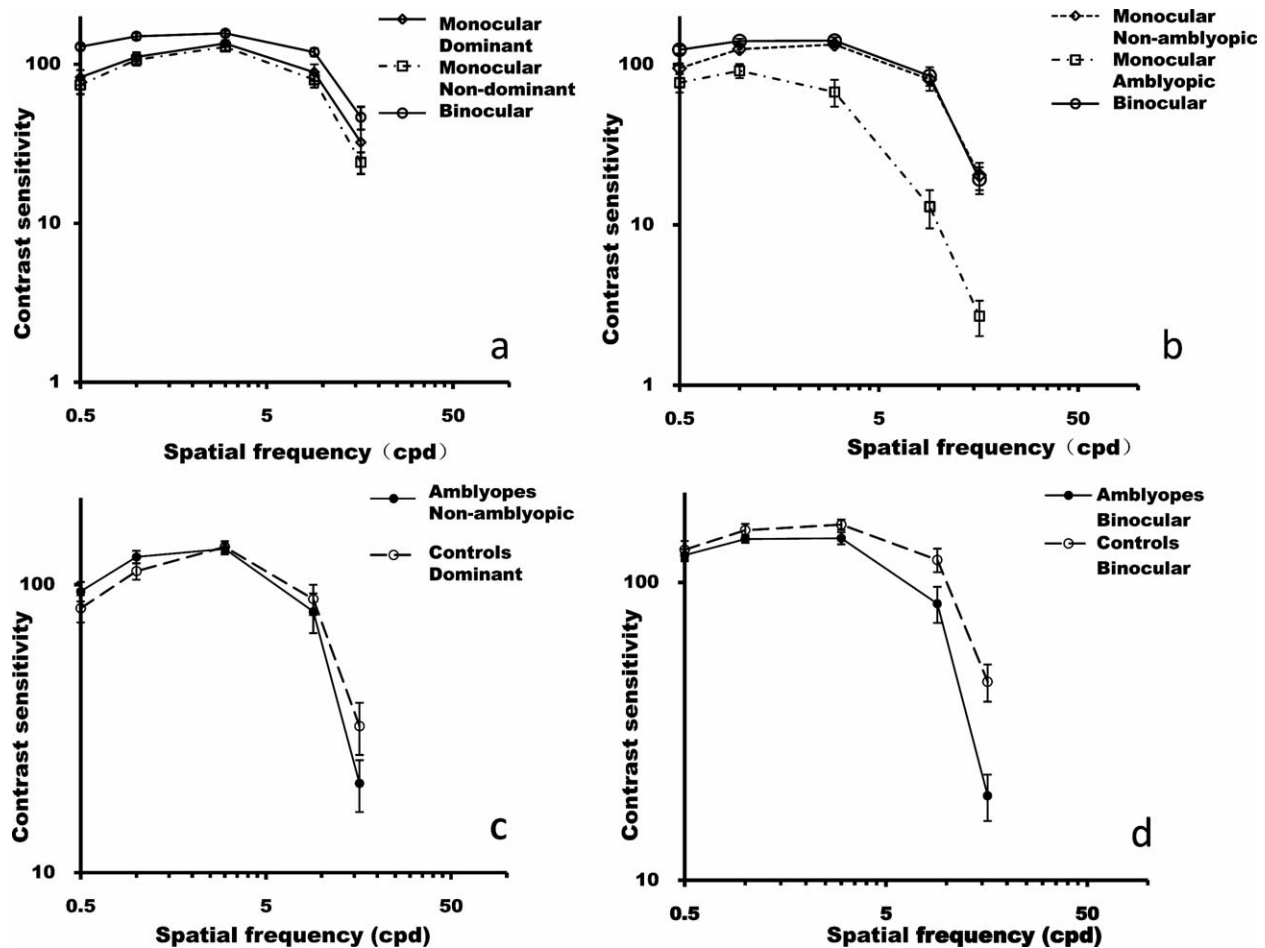 Monocular
Dominant
Monocular
Non-dominant
Binocular
Contrast sensitivity
100
10
1
0.5
5
50
Spatial frequency（cpd）
a
Monocular
Non-amblyopic
Monocular
Amblyopic
Binocular
Contrast sensitivity
100
10
1
0.5
5
50
Spatial frequency（cpd）
b
Amblyopes
Non-amblyopic
Controls
Dominant
Contrast sensitivity
100
10
0.5
5
50
Spatial frequency (cpd)
c
Amblyopes
Binocular
Controls
Binocular
Contrast sensitivity
100
10
0.5
5
50
Spatial frequency (cpd)
d